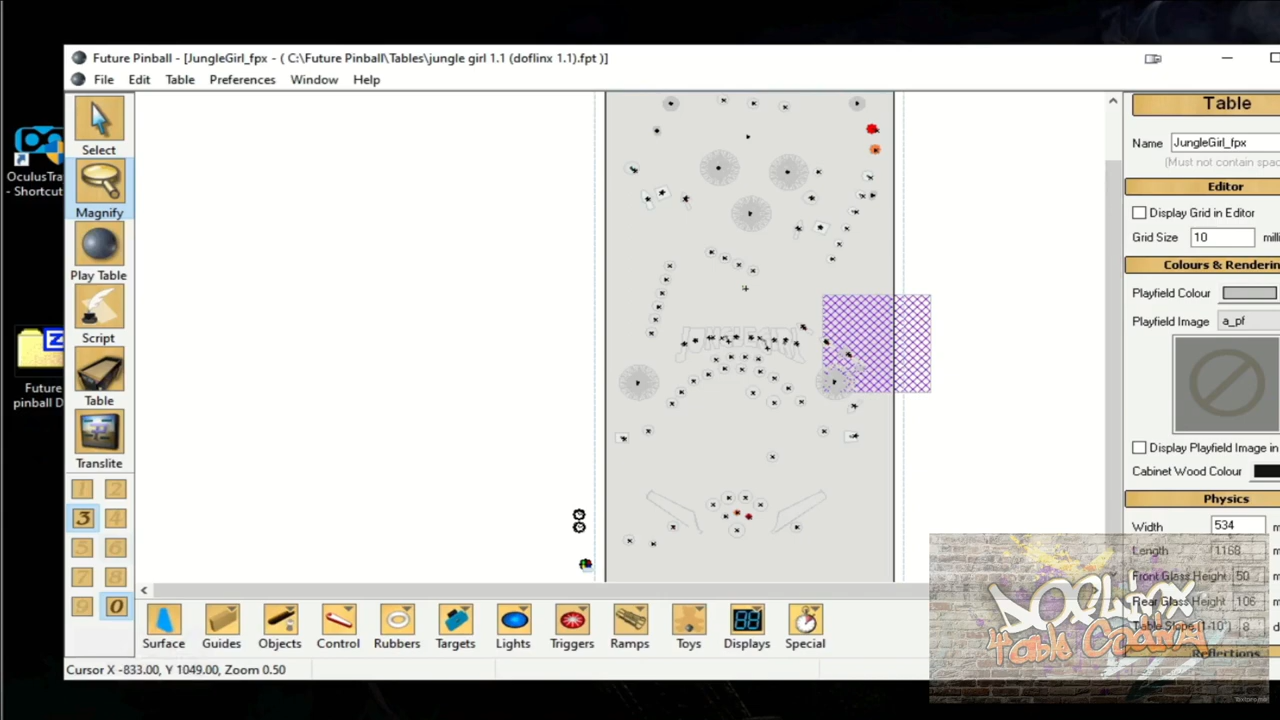 Future Pinball - [JungleGirl_fpx - ( C:\Future Pinball\Tables\jungle girl 1.1 (doflinx 1.1).fpt )]
File Edit Table Preferences Window Help
OculusTra
- Shortcut
Future
pinball D
Select
Magnify
Play Table
Script
Table
Translite
1 2
3 4
5 6
7 8
9 0
JUNGLEGIRL
Table
Name JungleGirl_fpx
(Must not contain spac
Editor
Display Grid in Editor
Grid Size 10 milli
Colours & Rendering
Playfield Colour
Playfield Image a_pf
Display Playfield Image in
Cabinet Wood Colour
Physics
Width 534 m
Length 1168
Front Glass Height 50
Rear Glass Height 106
Table Slope (1-10°) 8
Reflections
DOFLinx
Table Coding
Surface Guides Objects Control Rubbers Targets Lights Triggers Ramps Toys Displays Special
Cursor X -833.00, Y 1049.00, Zoom 0.50